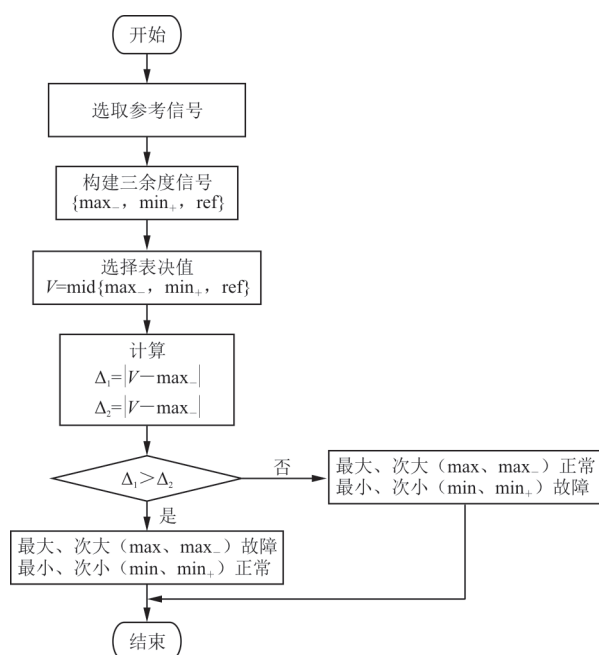 开始
选取参考信号
构建三余度信号
{max₋，min₊，ref}
选择表决值
V=mid{max₋，min₊，ref}
计算
Δ₁=|V−max₋|
Δ₂=|V−max₋|
Δ₁>Δ₂
否
最大、次大（max、max₋）正常
最小、次小（min、min₊）故障
是
最大、次大（max、max₋）故障
最小、次小（min、min₊）正常
结束